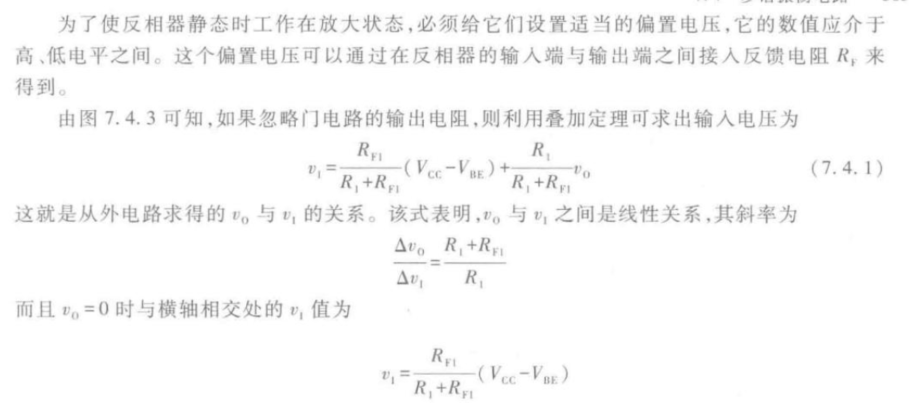 为了使反相器静态时工作在放大状态,必须给它们设置适当的偏置电压,它的数值应介于
高、低电平之间。这个偏置电压可以通过在反相器的输入端与输出端之间接入反馈电阻 R_F 来
得到。
由图 7.4.3 可知,如果忽略门电路的输出电阻,则利用叠加定理可求出输入电压为
v_I = \frac{R_{F1}}{R_1+R_{F1}}(V_{CC}-V_{BE})+\frac{R_1}{R_1+R_{F1}}v_O (7.4.1)
这就是从外电路求得的 v_O 与 v_I 的关系。该式表明,v_O 与 v_I 之间是线性关系,其斜率为
\frac{\Delta v_O}{\Delta v_I}=\frac{R_1+R_{F1}}{R_1}
而且 v_O = 0 时与横轴相交处的 v_I 值为
v_I = \frac{R_{F1}}{R_1+R_{F1}}(V_{CC}-V_{BE})